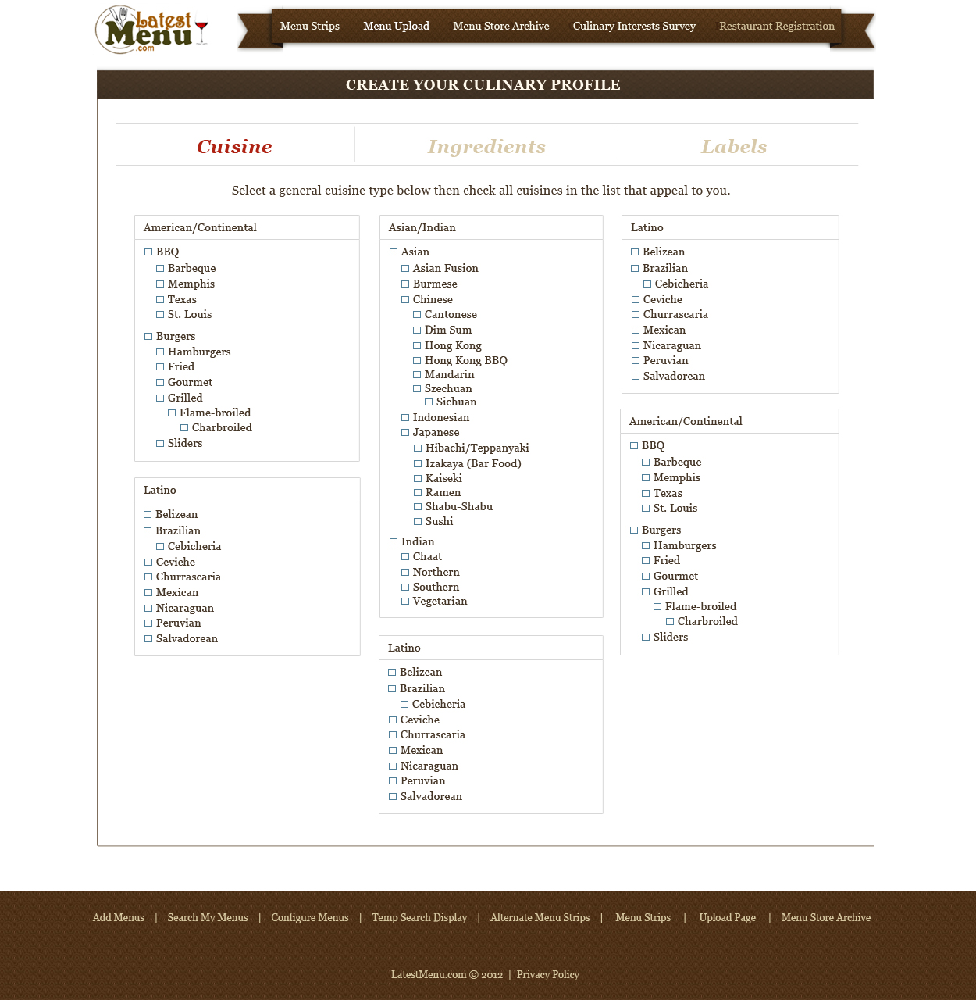 Latest
Menu
.com
Menu Strips Menu Upload Menu Store Archive Culinary Interests Survey Restaurant Registration
CREATE YOUR CULINARY PROFILE
Cuisine Ingredients Labels
Select a general cuisine type below then check all cuisines in the list that appeal to you.
American/Continental
BBQ
Barbeque
Memphis
Texas
St. Louis
Burgers
Hamburgers
Fried
Gourmet
Grilled
Flame-broiled
Charbroiled
Sliders
Latino
Belizean
Brazilian
Cebicheria
Ceviche
Churrascaria
Mexican
Nicaraguan
Peruvian
Salvadorean
Asian/Indian
Asian
Asian Fusion
Burmese
Chinese
Cantonese
Dim Sum
Hong Kong
Hong Kong BBQ
Mandarin
Szechuan
Sichuan
Indonesian
Japanese
Hibachi/Teppanyaki
Izakaya (Bar Food)
Kaiseki
Ramen
Shabu-Shabu
Sushi
Indian
Chaat
Northern
Southern
Vegetarian
Latino
Belizean
Brazilian
Cebicheria
Ceviche
Churrascaria
Mexican
Nicaraguan
Peruvian
Salvadorean
Latino
Belizean
Brazilian
Cebicheria
Ceviche
Churrascaria
Mexican
Nicaraguan
Peruvian
Salvadorean
American/Continental
BBQ
Barbeque
Memphis
Texas
St. Louis
Burgers
Hamburgers
Fried
Gourmet
Grilled
Flame-broiled
Charbroiled
Sliders
Add Menus | Search My Menus | Configure Menus | Temp Search Display | Alternate Menu Strips | Menu Strips | Upload Page | Menu Store Archive
LatestMenu.com © 2012 | Privacy Policy